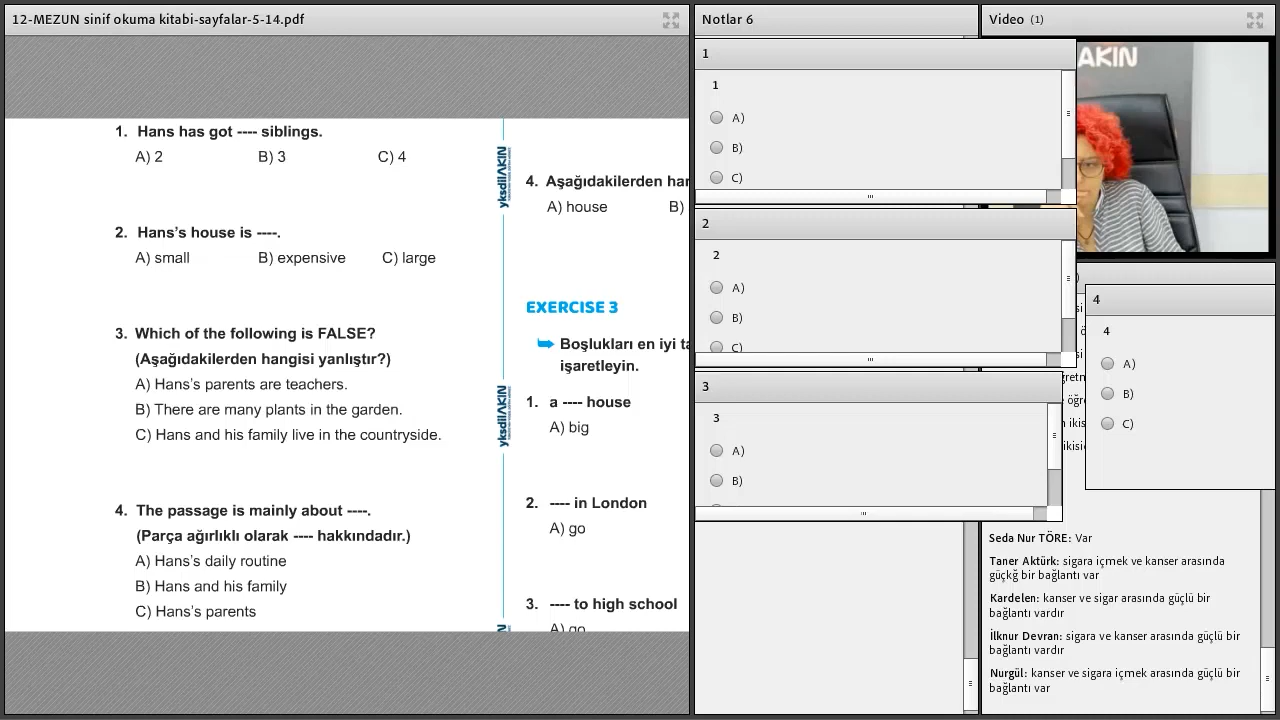 12-MEZUN sinif okuma kitabi-sayfalar-5-14.pdf
1. Hans has got ---- siblings.
A) 2 B) 3 C) 4
2. Hans's house is ----.
A) small B) expensive C) large
3. Which of the following is FALSE?
(Aşağıdakilerden hangisi yanlıştır?)
A) Hans's parents are teachers.
B) There are many plants in the garden.
C) Hans and his family live in the countryside.
4. The passage is mainly about ----.
(Parça ağırlıklı olarak ---- hakkındadır.)
A) Hans's daily routine
B) Hans and his family
C) Hans's parents
yksdilAKIN
yksdilAKIN
4. Aşağıdakilerden har
A) house B)
EXERCISE 3
Boşlukları en iyi ta
işaretleyin.
1. a ---- house
A) big
2. ---- in London
A) go
3. ---- to high school
A) go
Notlar 6
1
1
A)
B)
C)
2
2
A)
B)
C)
3
3
A)
B)
Video (1)
AKIN
4
4
A)
B)
C)
Seda Nur TÖRE: Var
Taner Aktürk: sigara içmek ve kanser arasında
güçkğ bir bağlantı var
Kardelen: kanser ve sigar arasında güçlü bir
bağlantı vardır
İlknur Devran: sigara ve kanser arasında güçlü bir
bağlantı vardır
Nurgül: kanser ve sigara içmek arasında güçlü bir
bağlantı var